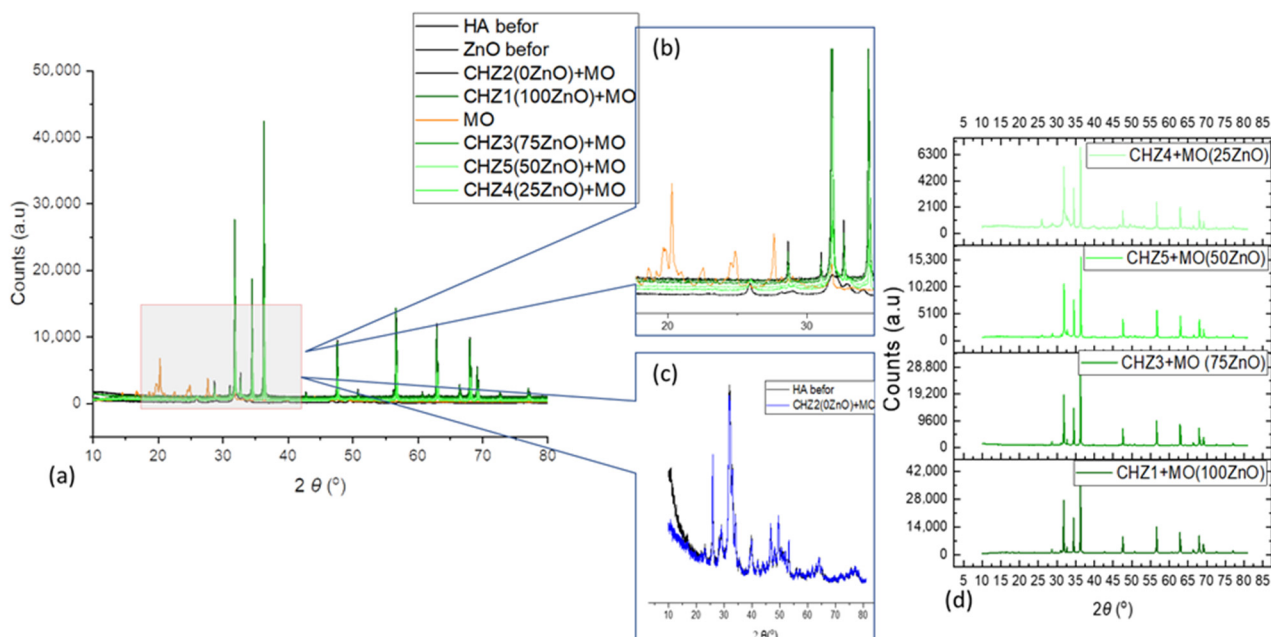 HA befor
ZnO befor
CHZ2(0ZnO)+MO
CHZ1(100ZnO)+MO
MO
CHZ3(75ZnO)+MO
CHZ5(50ZnO)+MO
CHZ4(25ZnO)+MO
50,000
40,000
30,000
20,000
10,000
0
Counts (a.u)
10 20 30 40 50 60 70 80
2 θ (°)
(a)
(b)
20 30
(c)
HA befor
CHZ2(0ZnO)+MO
10 20 30 40 50 60 70 80
2 θ(°)
5 10 15 20 25 30 35 40 45 50 55 60 65 70 75 80 85
CHZ4+MO(25ZnO)
6300
4200
2100
0
CHZ5+MO(50ZnO)
15,300
10,200
5100
0
CHZ3+MO (75ZnO)
28.800
19,200
9600
0
CHZ1+MO(100ZnO)
42,000
28,000
14,000
0
Counts (a.u)
5 10 15 20 25 30 35 40 45 50 55 60 65 70 75 80 85
2θ (°)
(d)